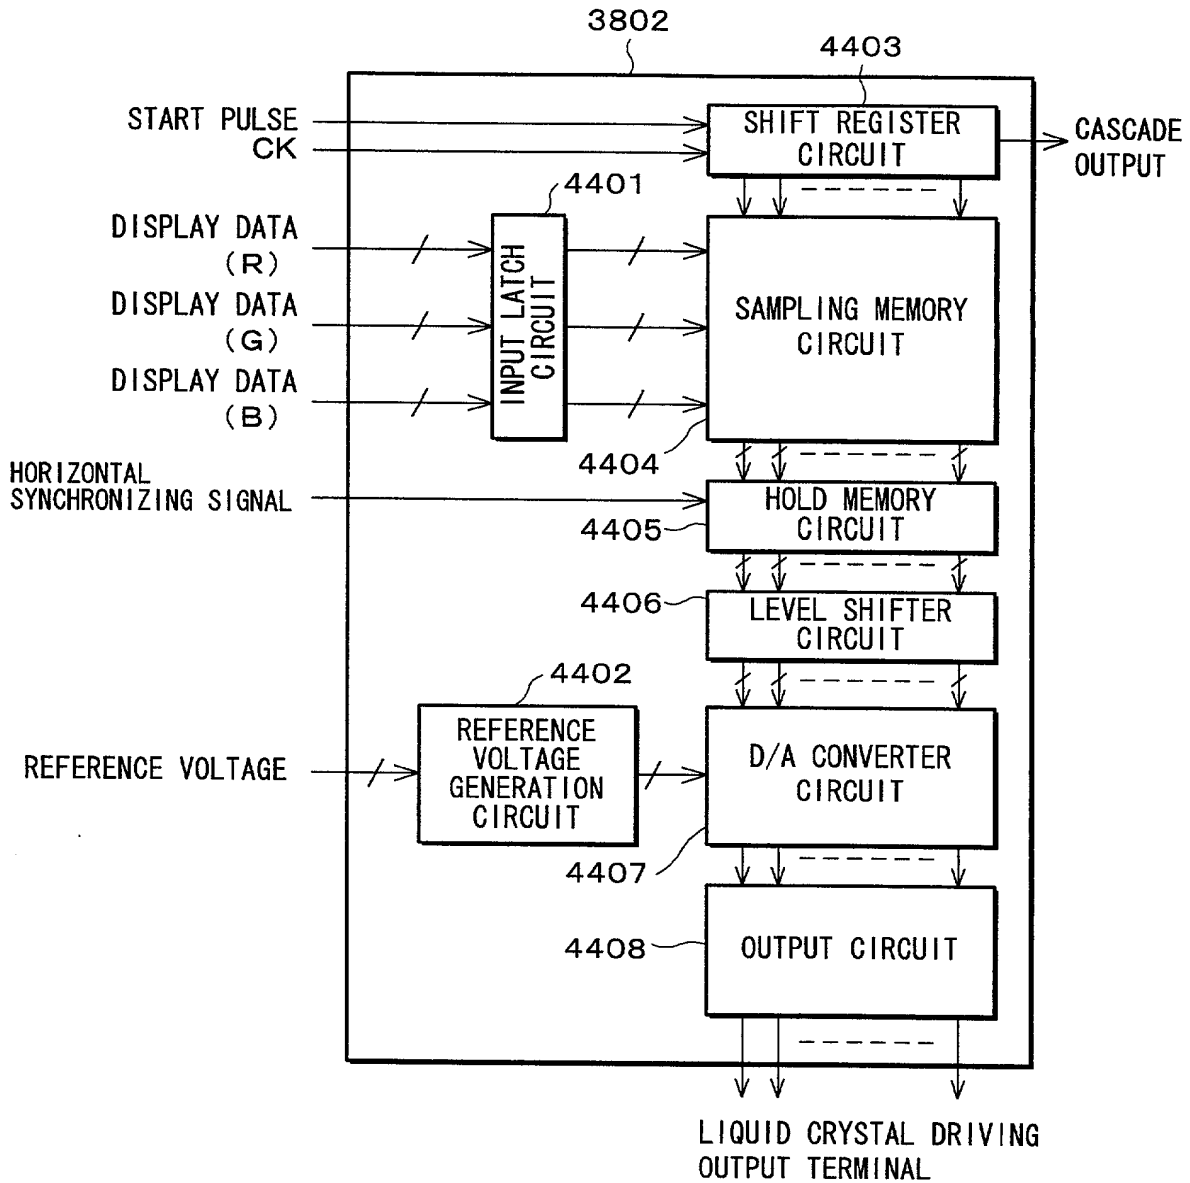 3802
4403
START PULSE
CK
SHIFT REGISTER
CIRCUIT
CASCADE
OUTPUT
4401
DISPLAY DATA
(R)
DISPLAY DATA
(G)
DISPLAY DATA
(B)
INPUT LATCH
CIRCUIT
SAMPLING MEMORY
CIRCUIT
4404
HORIZONTAL
SYNCHRONIZING SIGNAL
HOLD MEMORY
CIRCUIT
4405
4406
LEVEL SHIFTER
CIRCUIT
4402
REFERENCE VOLTAGE
REFERENCE
VOLTAGE
GENERATION
CIRCUIT
D/A CONVERTER
CIRCUIT
4407
4408
OUTPUT CIRCUIT
LIQUID CRYSTAL DRIVING
OUTPUT TERMINAL